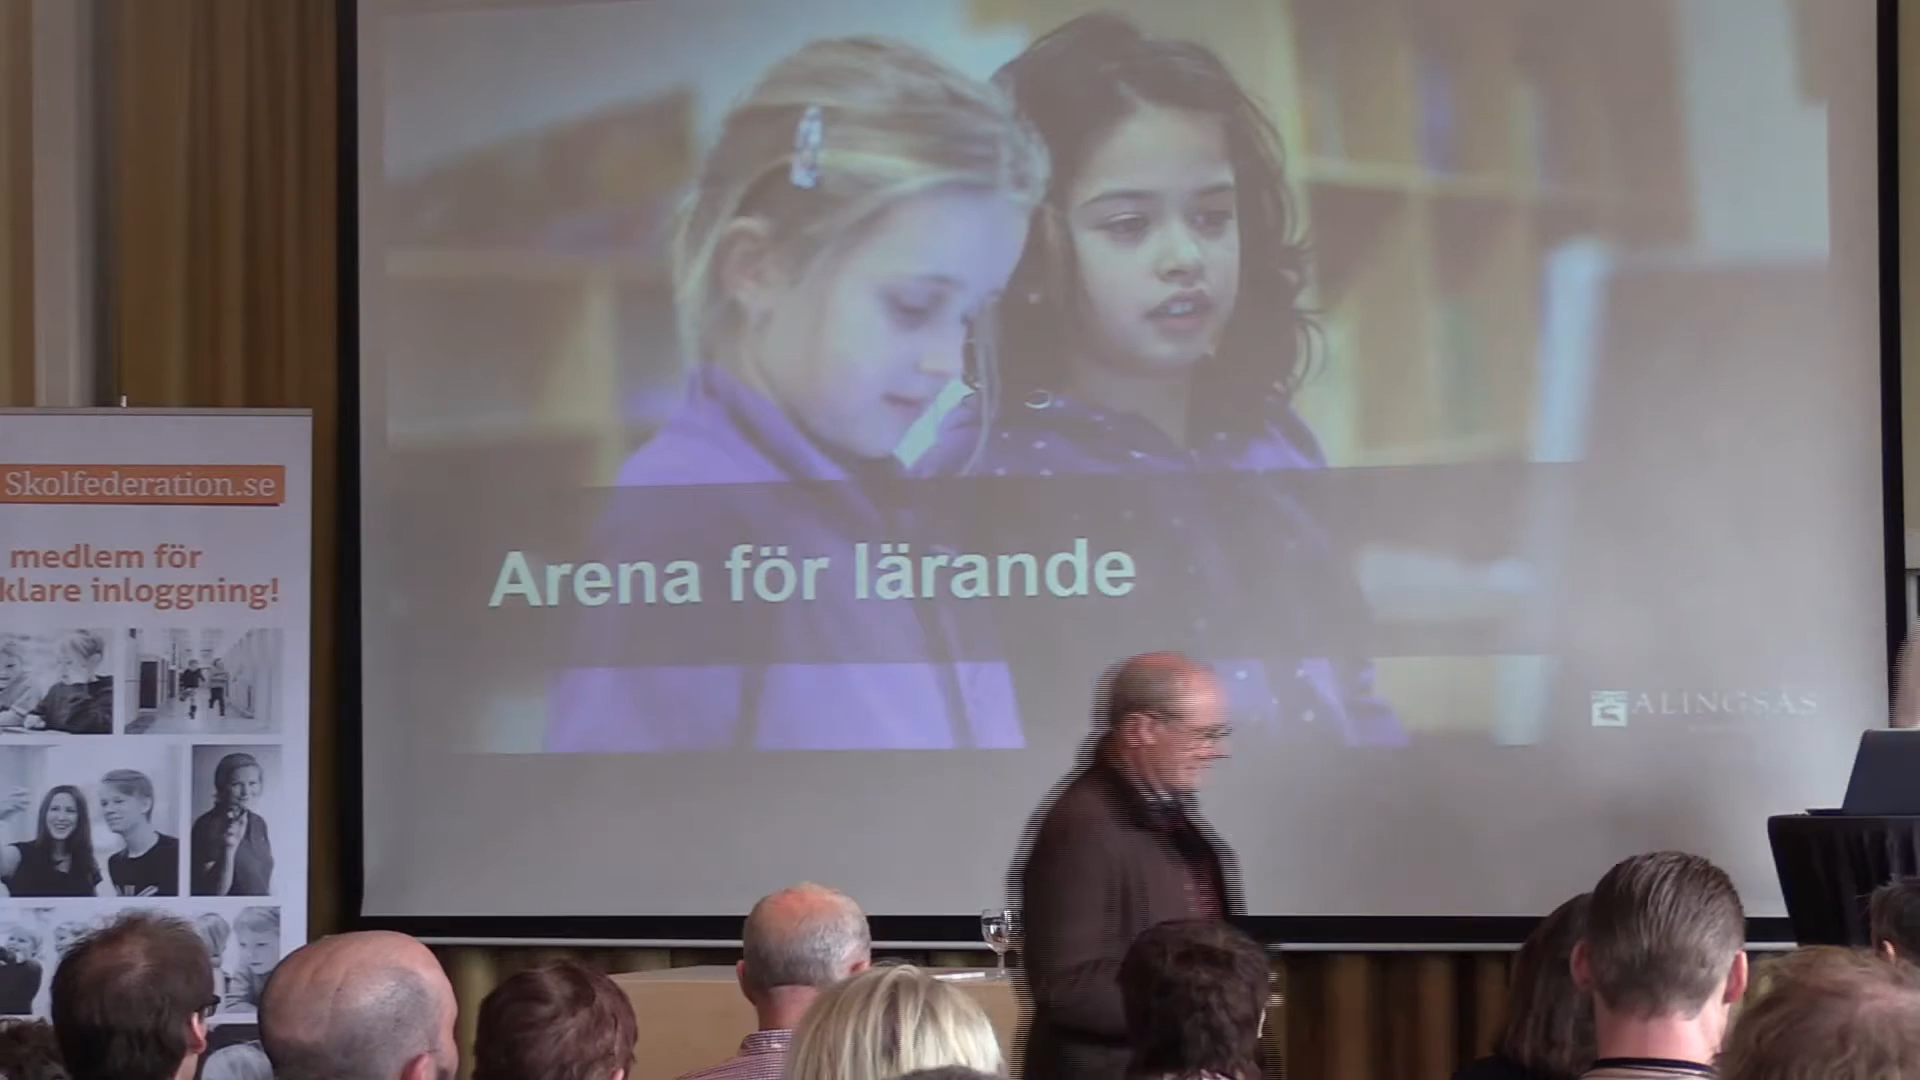 Skolfederation.se
medlem för
klare inloggning!
Arena för lärande
ALINGSÅS